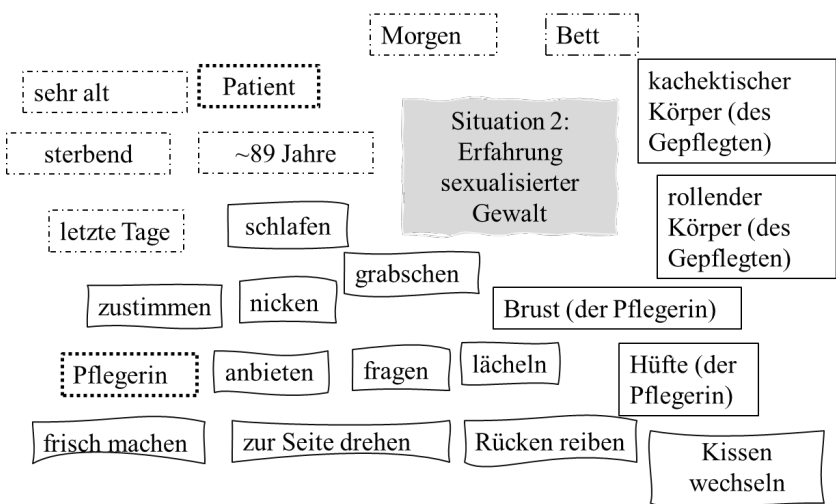 Morgen
Bett
sehr alt
Patient
kachektischer
Körper (des
Gepflegten)
Situation 2:
Erfahrung
sexualisierter
Gewalt
sterbend
~89 Jahre
rollender
Körper (des
Gepflegten)
letzte Tage
schlafen
grabschen
zustimmen
nicken
Brust (der Pflegerin)
Pflegerin
anbieten
fragen
lächeln
Hüfte (der
Pflegerin)
frisch machen
zur Seite drehen
Rücken reiben
Kissen
wechseln